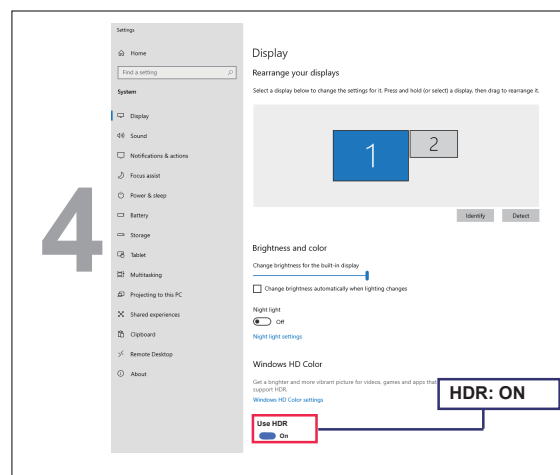 4
Settings
Home
Find a setting
System
Display
Sound
Notifications & actions
Focus assist
Power & sleep
Battery
Storage
Tablet
Multitasking
Projecting to this PC
Shared experiences
Clipboard
Remote Desktop
About
Display
Rearrange your displays
Select a display below to change the settings for it. Press and hold (or select) a display, then drag to rearrange it.
1
2
Identify
Detect
Brightness and color
Change brightness for the built-in display
Change brightness automatically when lighting changes
Night light
Off
Night light settings
Windows HD Color
Get a brighter and more vibrant picture for videos, games and apps that
support HDR.
Windows HD Color settings
Use HDR
On
HDR: ON